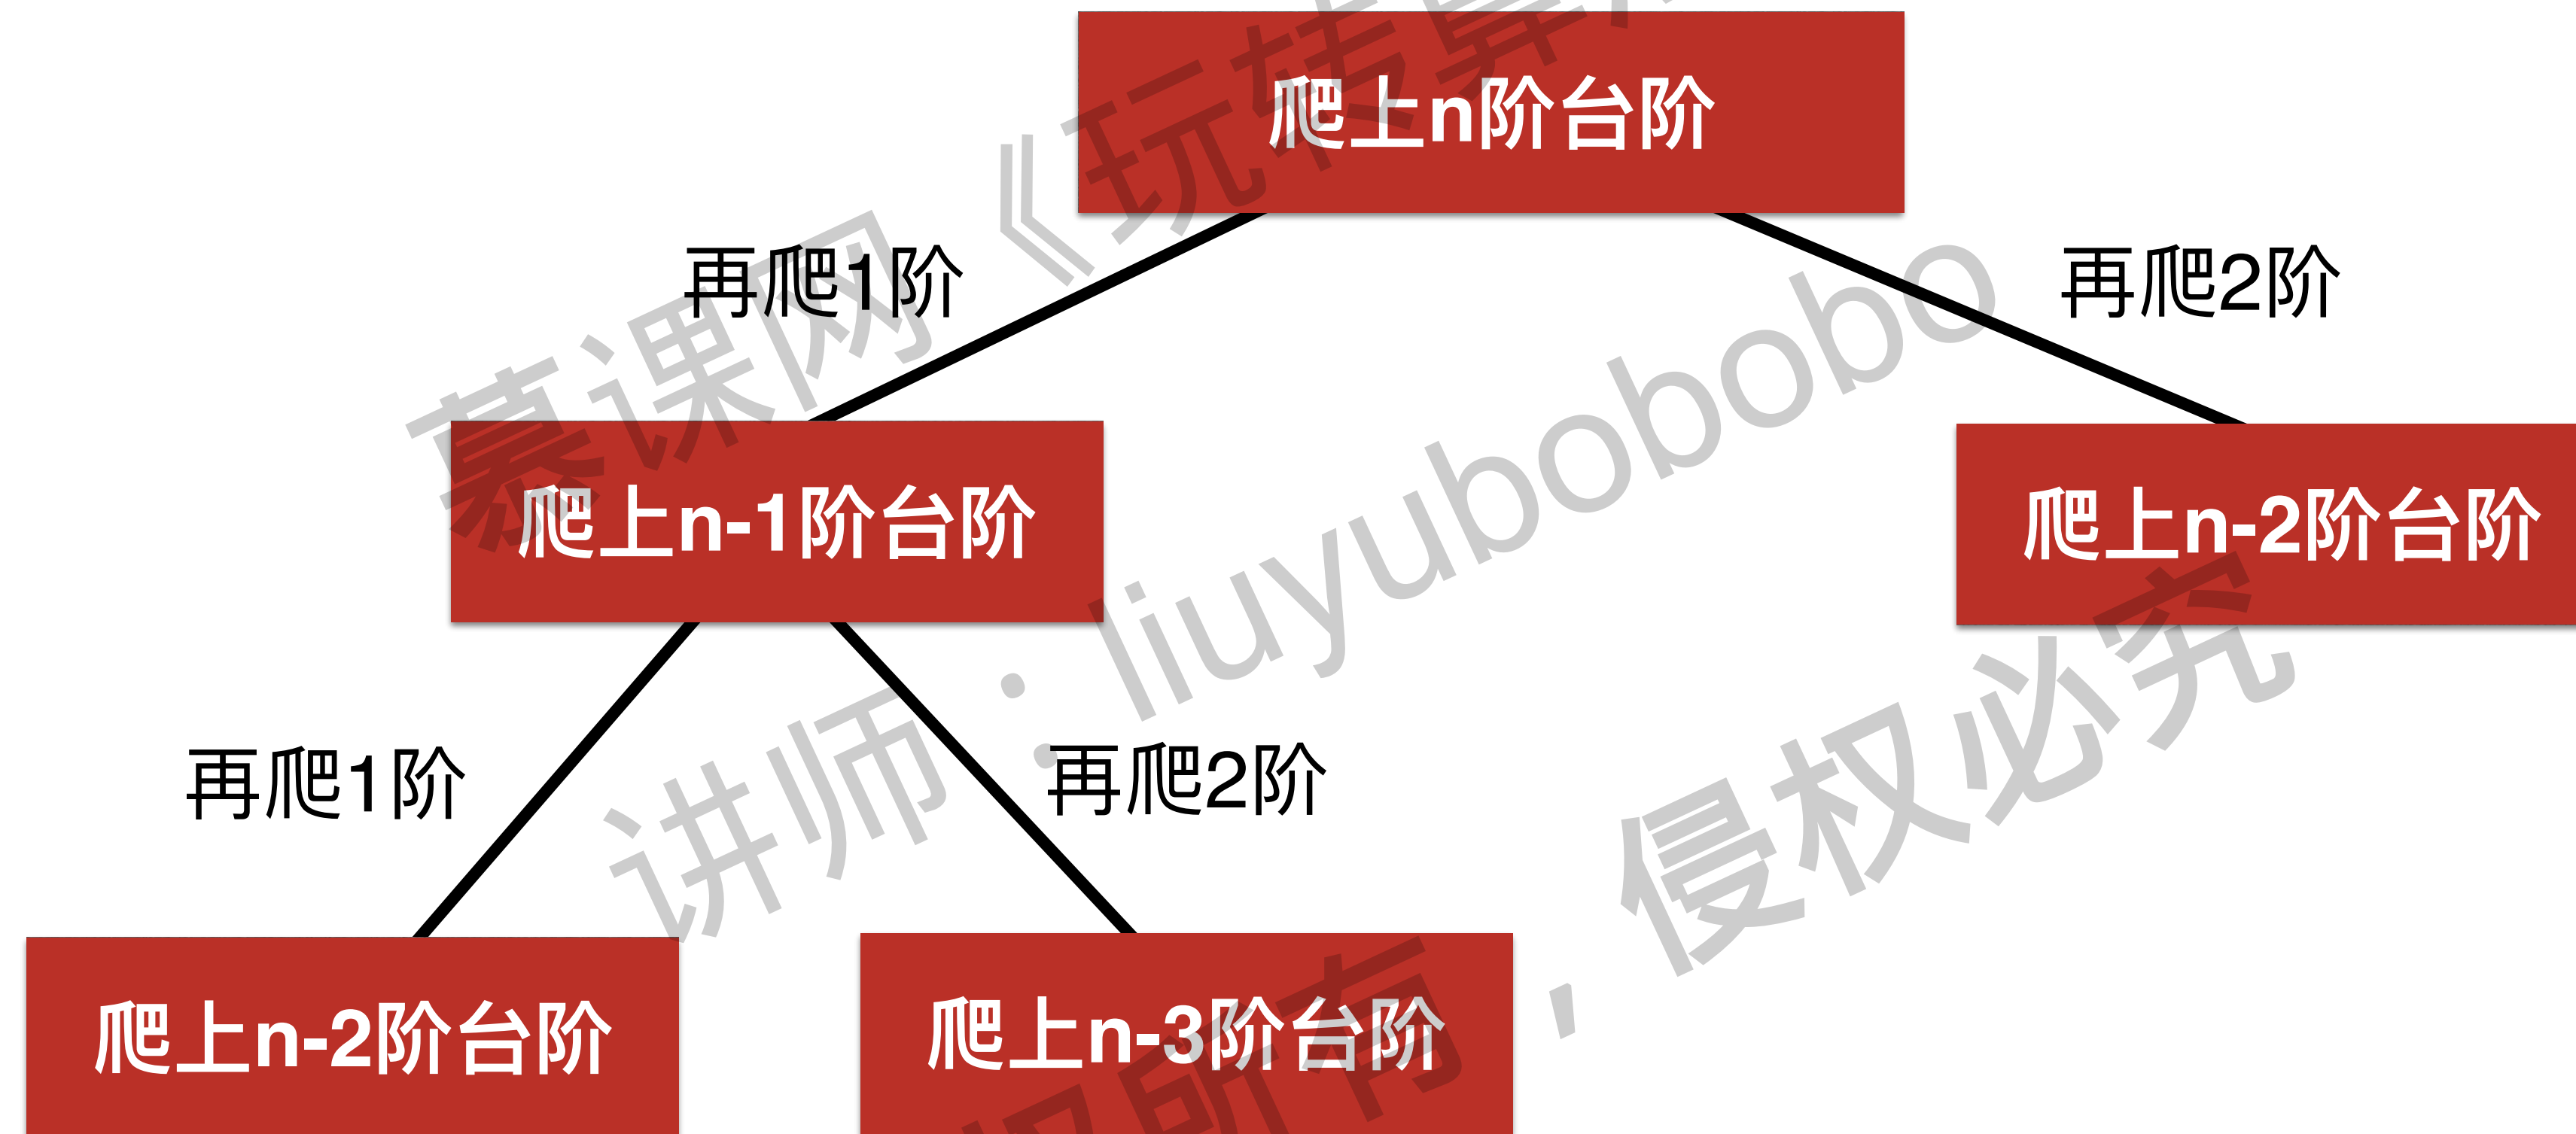 爬上n阶台阶
再爬1阶
再爬2阶
爬上n-1阶台阶
爬上n-2阶台阶
再爬1阶
再爬2阶
爬上n-2阶台阶
爬上n-3阶台阶
慕课网《玩转算
讲师：liuyubobobo
所有，侵权必究